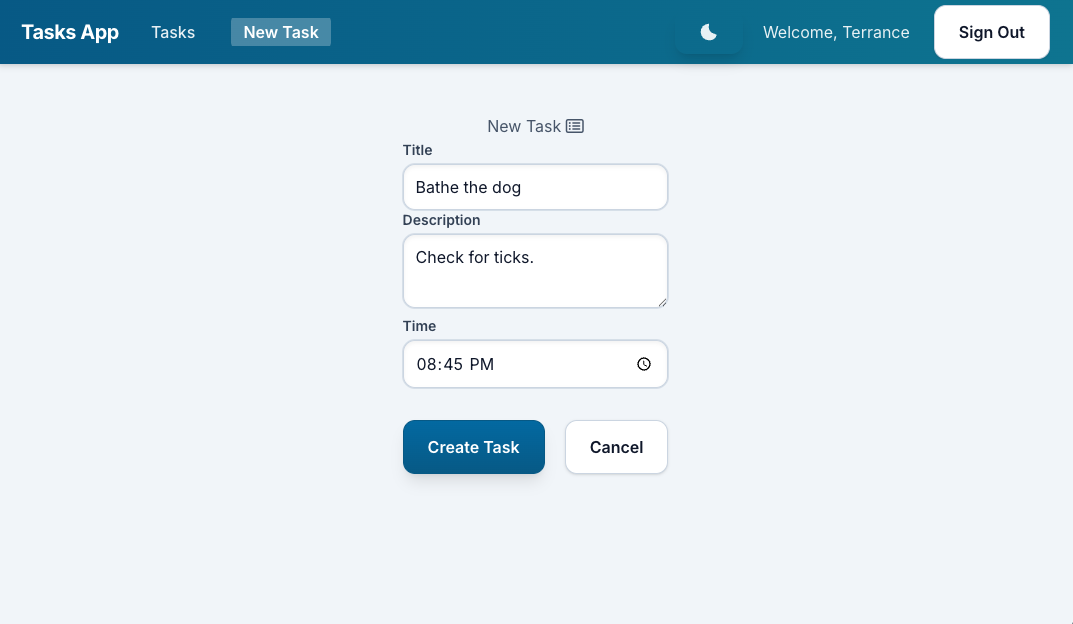 Tasks App Tasks New Task Welcome, Terrance Sign Out
New Task
Title
Bathe the dog
Description
Check for ticks.
Time
08:45 PM
Create Task Cancel